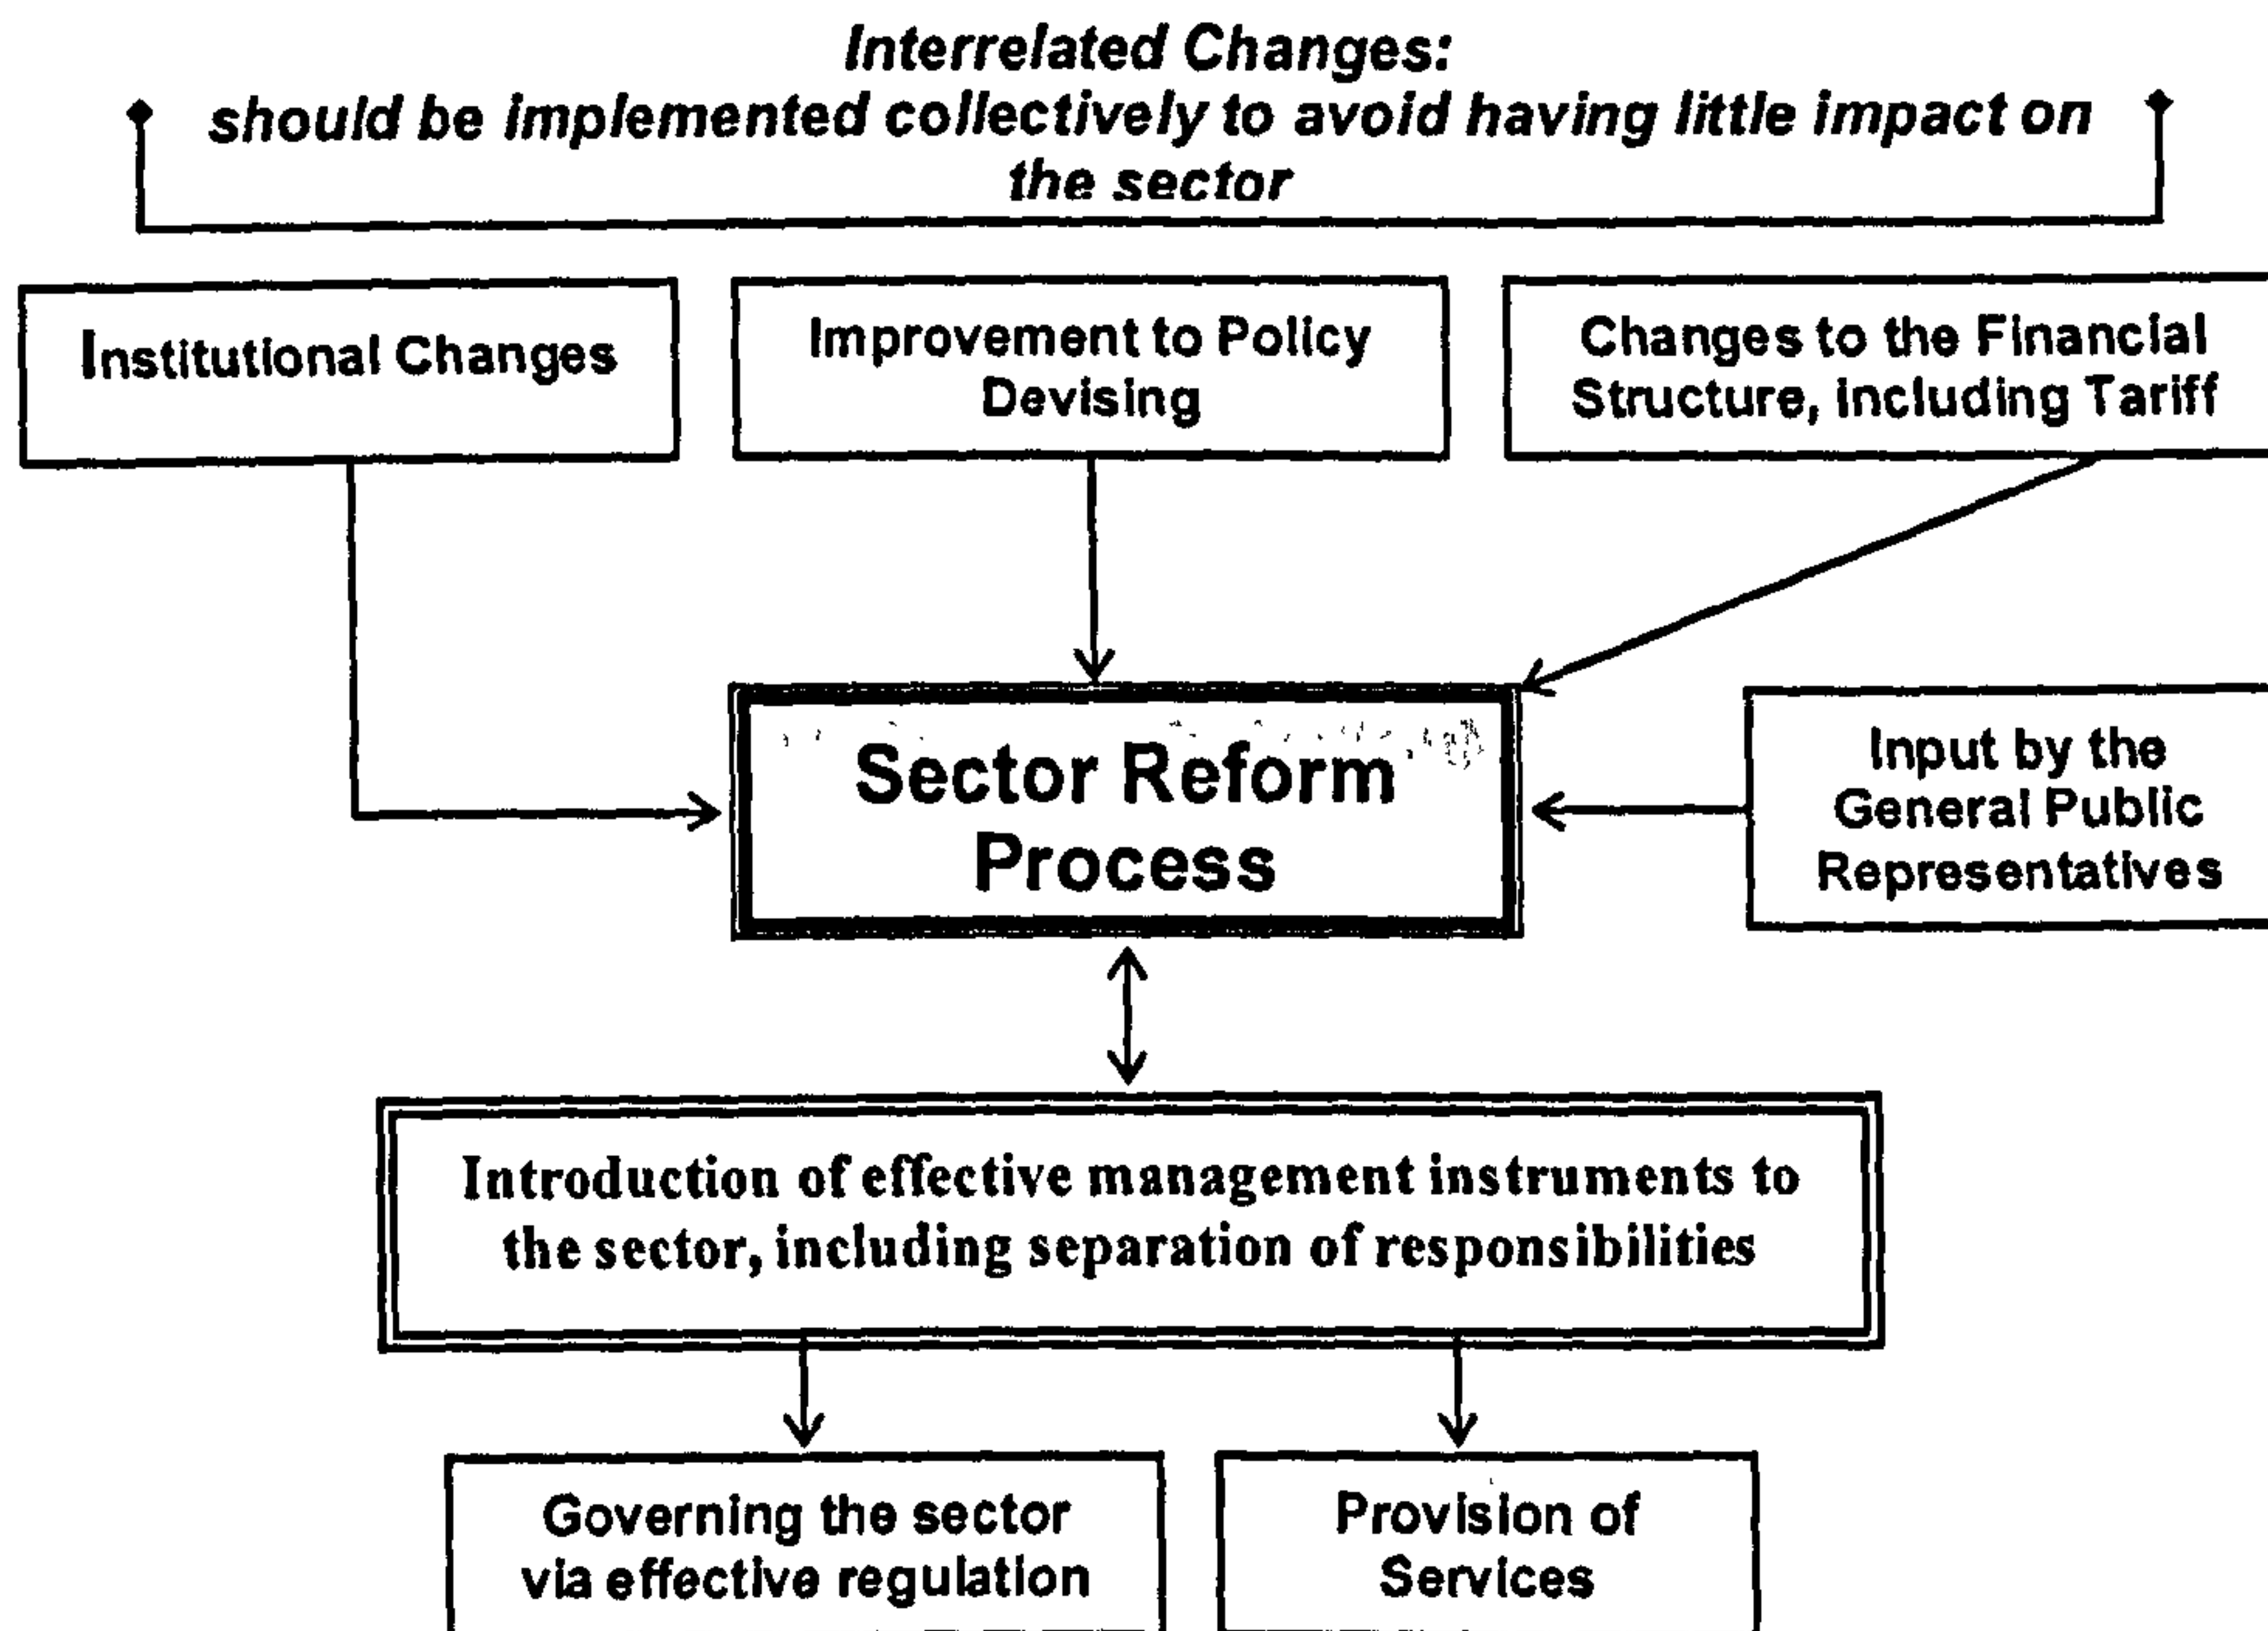 Interrelated Changes:
should be implemented collectively to avoid having little impact on
the sector
Institutional Changes
Improvement to Policy
Devising
Changes to the Financial
Structure, including Tariff
Sector Reform
Process
Input by the
General Public
Representatives
Introduction of effective management instruments to
the sector, including separation of responsibilities
Governing the sector
via effective regulation
Provision of
Services